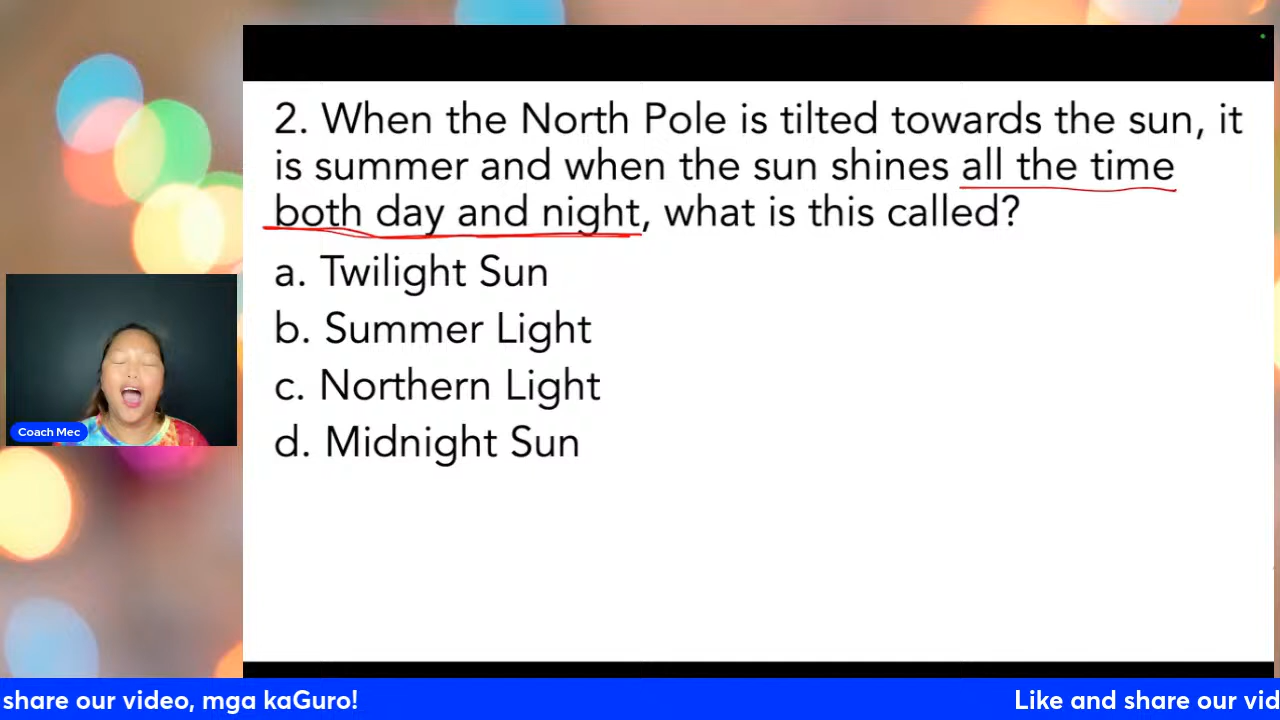 2. When the North Pole is tilted towards the sun, it
is summer and when the sun shines all the time
both day and night, what is this called?
a. Twilight Sun
b. Summer Light
c. Northern Light
d. Midnight Sun
Coach Mec
share our video, mga kaGuro!
Like and share our vid